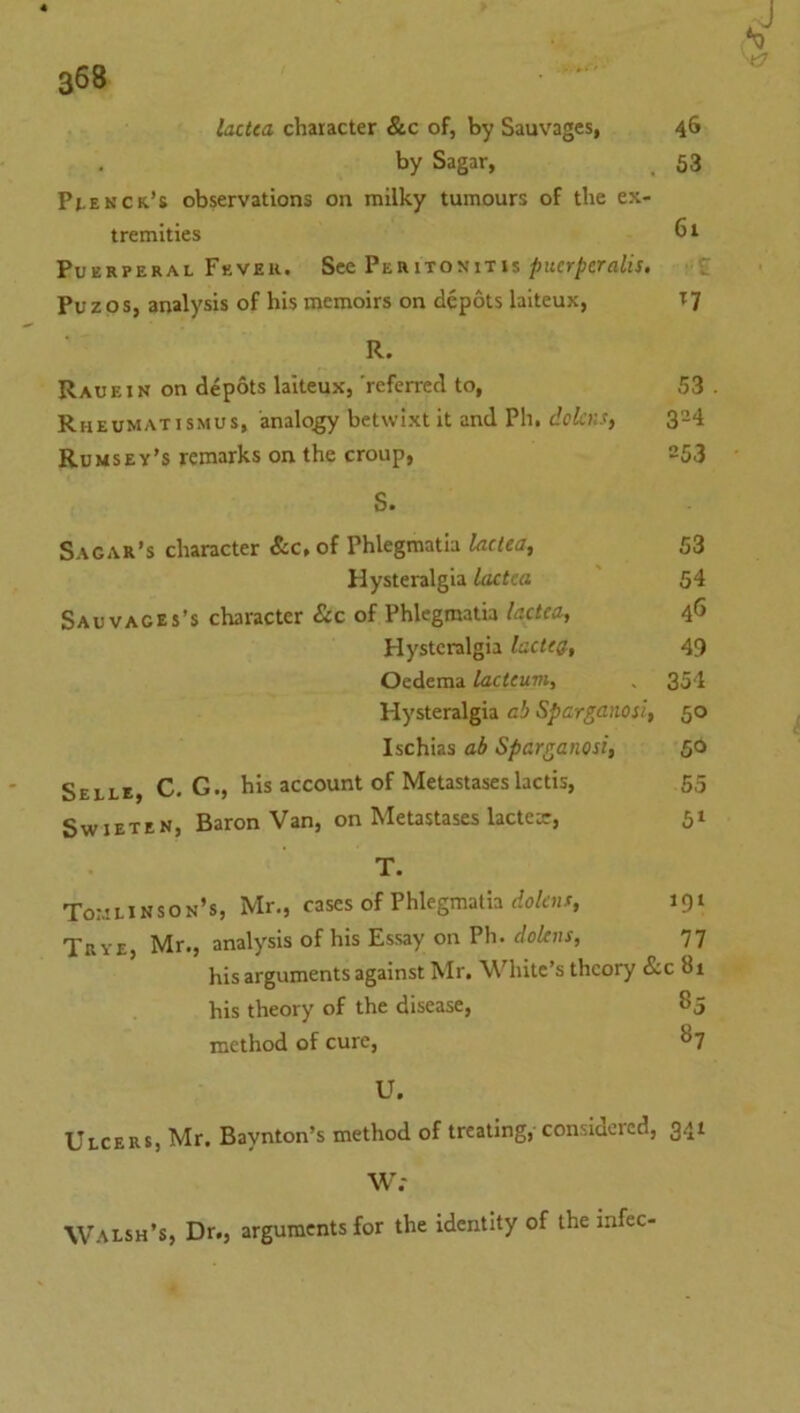 368
lactea character &c of, by Sauvages, 46
by Sagar, 53
Plenck's observations on milky tumours of the ex-
tremities 61
Puerperal Fever. See Peritonitis puerperalis.
Puzos, analysis of his memoirs on dépots laiteux, 17
R.
Rauein on dépots laiteux, referred to, 53
Rheumatismus, analogy betwixt it and Ph. dolens, 324
Rumsey's remarks on the croup, 253
S.
Sagar's character &c, of Phlegmatia lactea, 53
Hysteralgia lactea 54
Sauvages's character &c of Phlegmatia lactea, 46
Hysteralgia lactea, 49
Oedema lacteum, 354
Hysteralgia ab Sparganosi, 50
Ischias ab Sparganosi, 50
Selle, C. G., his account of Metastases lactis, 55
Swieten, Baron Van, on Metastases lacteæ, 51
T.
Tomlinson's, Mr., cases of Phlegmatia dolens, 191
Trye, Mr., analysis of his Essay on Ph. dolens, 77
his arguments against Mr. White's theory &c 81
his theory of the disease, 85
method of cure, 87
U.
Ulcers, Mr. Baynton's method of treating, considered, 341
W.
Walsh's, Dr., arguments for the identity of the infec-